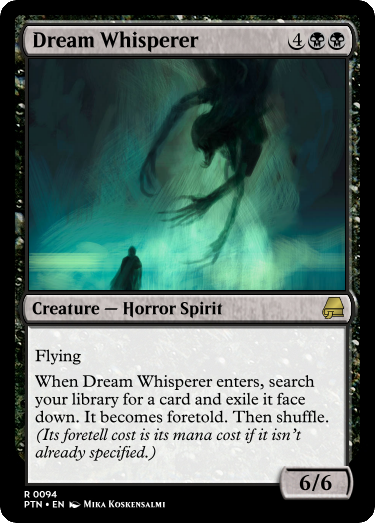 Dream Whisperer 4
Creature — Horror Spirit
Flying
When Dream Whisperer enters, search
your library for a card and exile it face
down. It becomes foretold. Then shuffle.
(Its foretell cost is its mana cost if it isn't
already specified.)
6/6
R 0094
PTN • EN Mika Koskensalmi